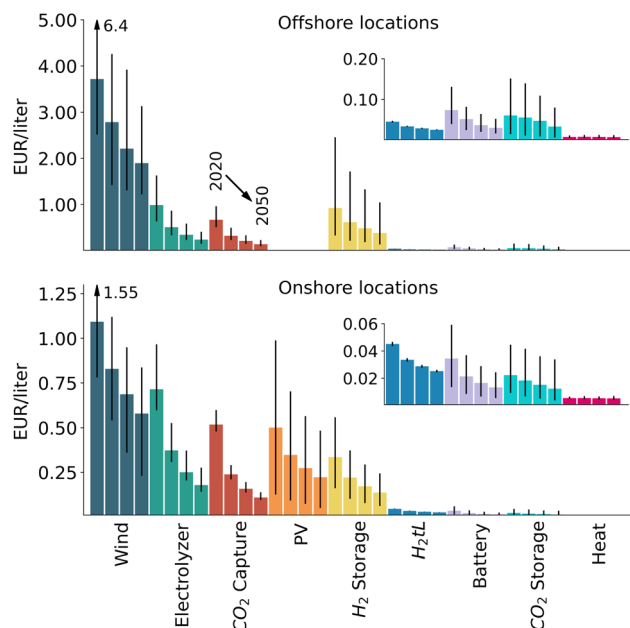 Offshore locations
5.00
4.00
3.00
2.00
1.00
EUR/liter
6.4
2020
2050
0.20
0.10
Onshore locations
1.25
1.00
0.75
0.50
0.25
EUR/liter
1.55
0.06
0.04
0.02
Wind
Electrolyzer
CO₂ Capture
PV
H₂ Storage
H₂tL
Battery
CO₂ Storage
Heat